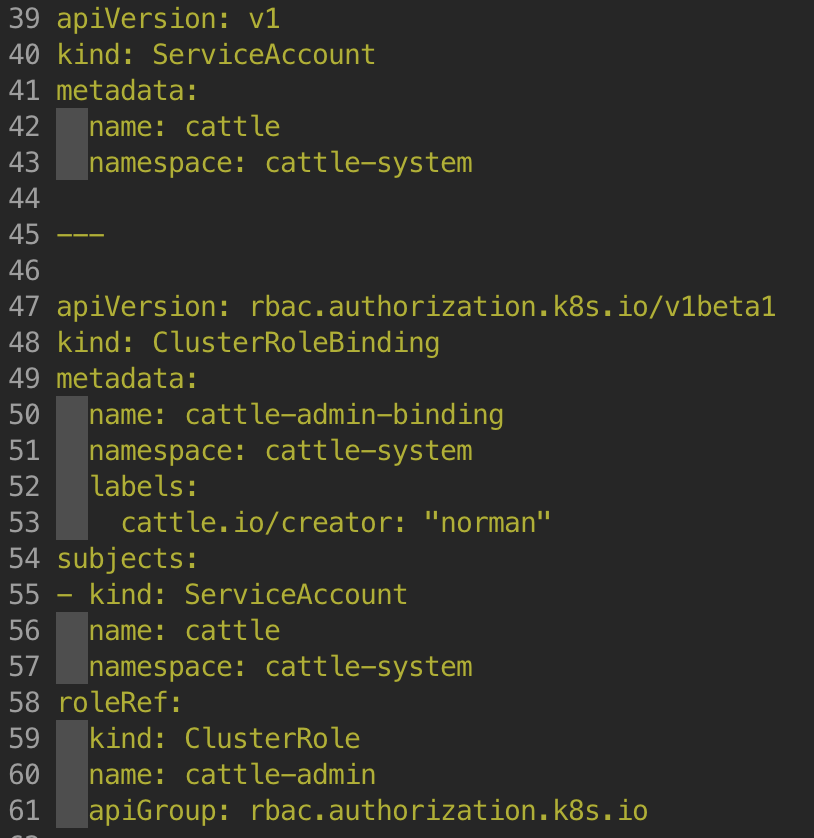 39 apiVersion: v1
40 kind: ServiceAccount
41 metadata:
42   name: cattle
43   namespace: cattle-system
44
45 ---
46
47 apiVersion: rbac.authorization.k8s.io/v1beta1
48 kind: ClusterRoleBinding
49 metadata:
50   name: cattle-admin-binding
51   namespace: cattle-system
52   labels:
53     cattle.io/creator: "norman"
54 subjects:
55 - kind: ServiceAccount
56   name: cattle
57   namespace: cattle-system
58 roleRef:
59   kind: ClusterRole
60   name: cattle-admin
61   apiGroup: rbac.authorization.k8s.io